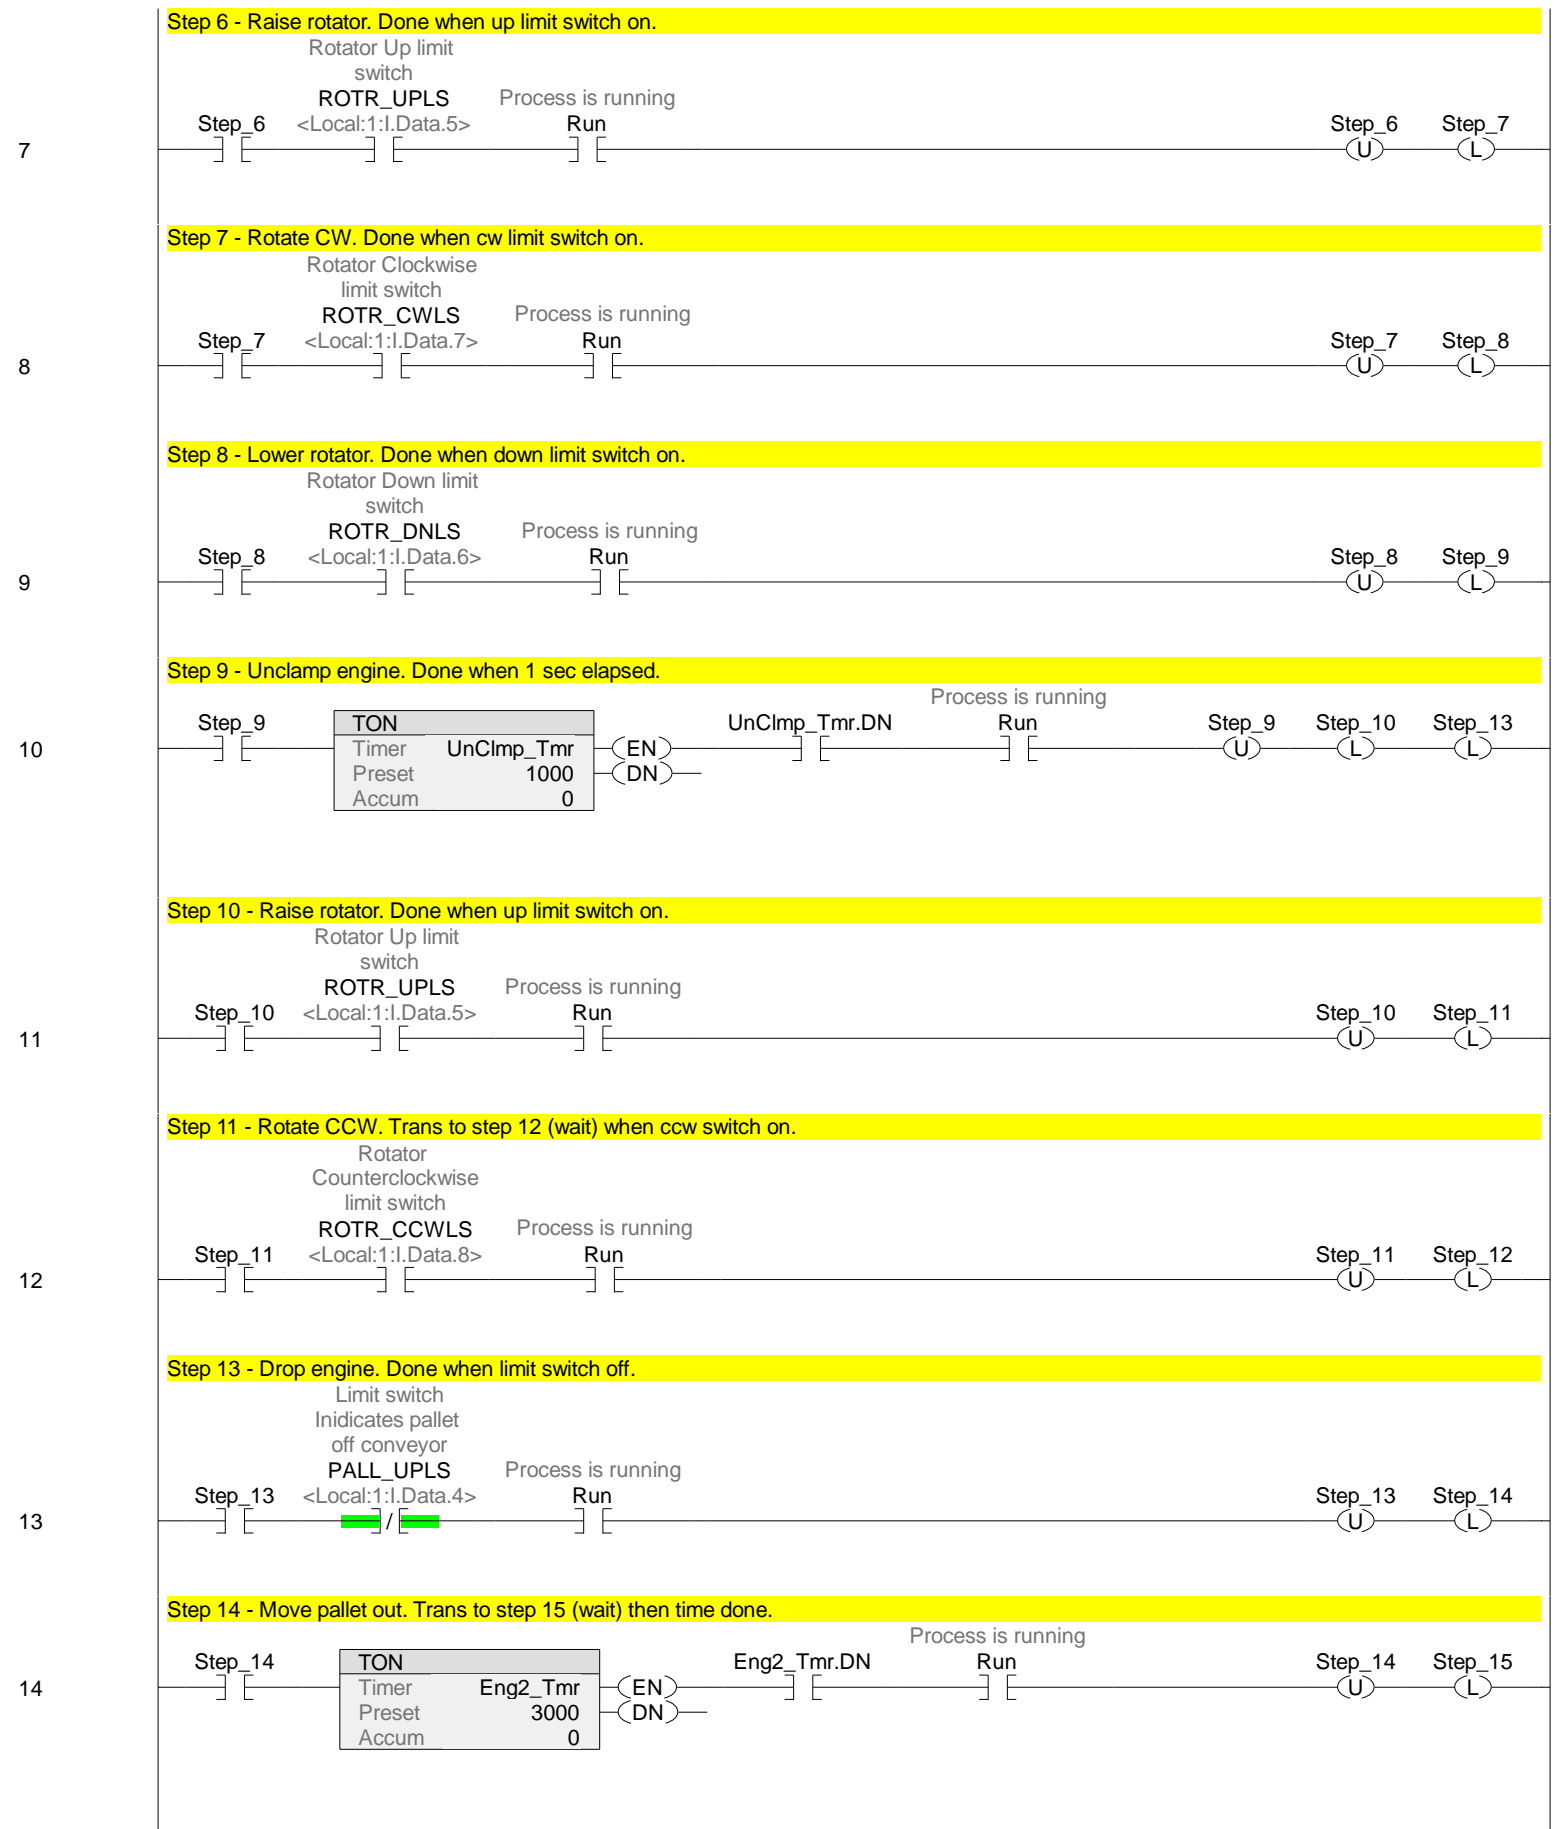 Step 6 - Raise rotator. Done when up limit switch on.
Rotator Up limit
switch
ROTR_UPLS Process is running
Step_6 <Local:1:I.Data.5> Run Step_6 Step_7
7 U L
Step 7 - Rotate CW. Done when cw limit switch on.
Rotator Clockwise
limit switch
ROTR_CWLS Process is running
Step_7 <Local:1:I.Data.7> Run Step_7 Step_8
8 U L
Step 8 - Lower rotator. Done when down limit switch on.
Rotator Down limit
switch
ROTR_DNLS Process is running
Step_8 <Local:1:I.Data.6> Run Step_8 Step_9
9 U L
Step 9 - Unclamp engine. Done when 1 sec elapsed.
Process is running
Step_9 TON UnClmp_Tmr.DN Run Step_9 Step_10 Step_13
10 Timer UnClmp_Tmr EN U L L
Preset 1000 DN
Accum 0
Step 10 - Raise rotator. Done when up limit switch on.
Rotator Up limit
switch
ROTR_UPLS Process is running
Step_10 <Local:1:I.Data.5> Run Step_10 Step_11
11 U L
Step 11 - Rotate CCW. Trans to step 12 (wait) when ccw switch on.
Rotator
Counterclockwise
limit switch
ROTR_CCWLS Process is running
Step_11 <Local:1:I.Data.8> Run Step_11 Step_12
12 U L
Step 13 - Drop engine. Done when limit switch off.
Limit switch
Inidicates pallet
off conveyor
PALL_UPLS Process is running
Step_13 <Local:1:I.Data.4> Run Step_13 Step_14
13 / U L
Step 14 - Move pallet out. Trans to step 15 (wait) then time done.
Process is running
Step_14 TON Eng2_Tmr.DN Run Step_14 Step_15
14 Timer Eng2_Tmr EN U L
Preset 3000 DN
Accum 0